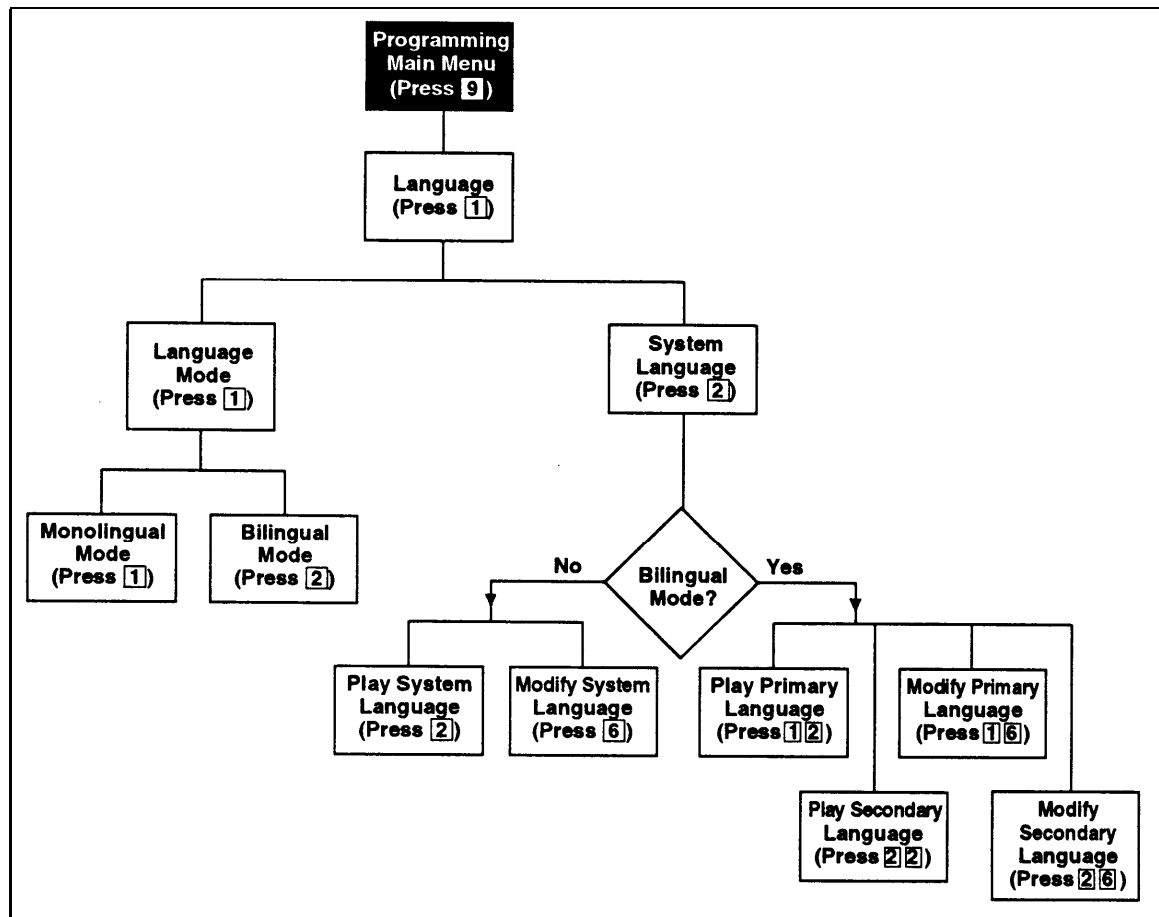 Programming
Main Menu
(Press 9)
Language
(Press 1)
Language
Mode
(Press 1)
System
Language
(Press 2)
Monolingual
Mode
(Press 1)
Bilingual
Mode
(Press 2)
No
Bilingual
Mode?
Yes
Play System
Language
(Press 2)
Modify System
Language
(Press 6)
Play Primary
Language
(Press 1 2)
Modify Primary
Language
(Press 1 6)
Play Secondary
Language
(Press 2 2)
Modify
Secondary
Language
(Press 2 6)